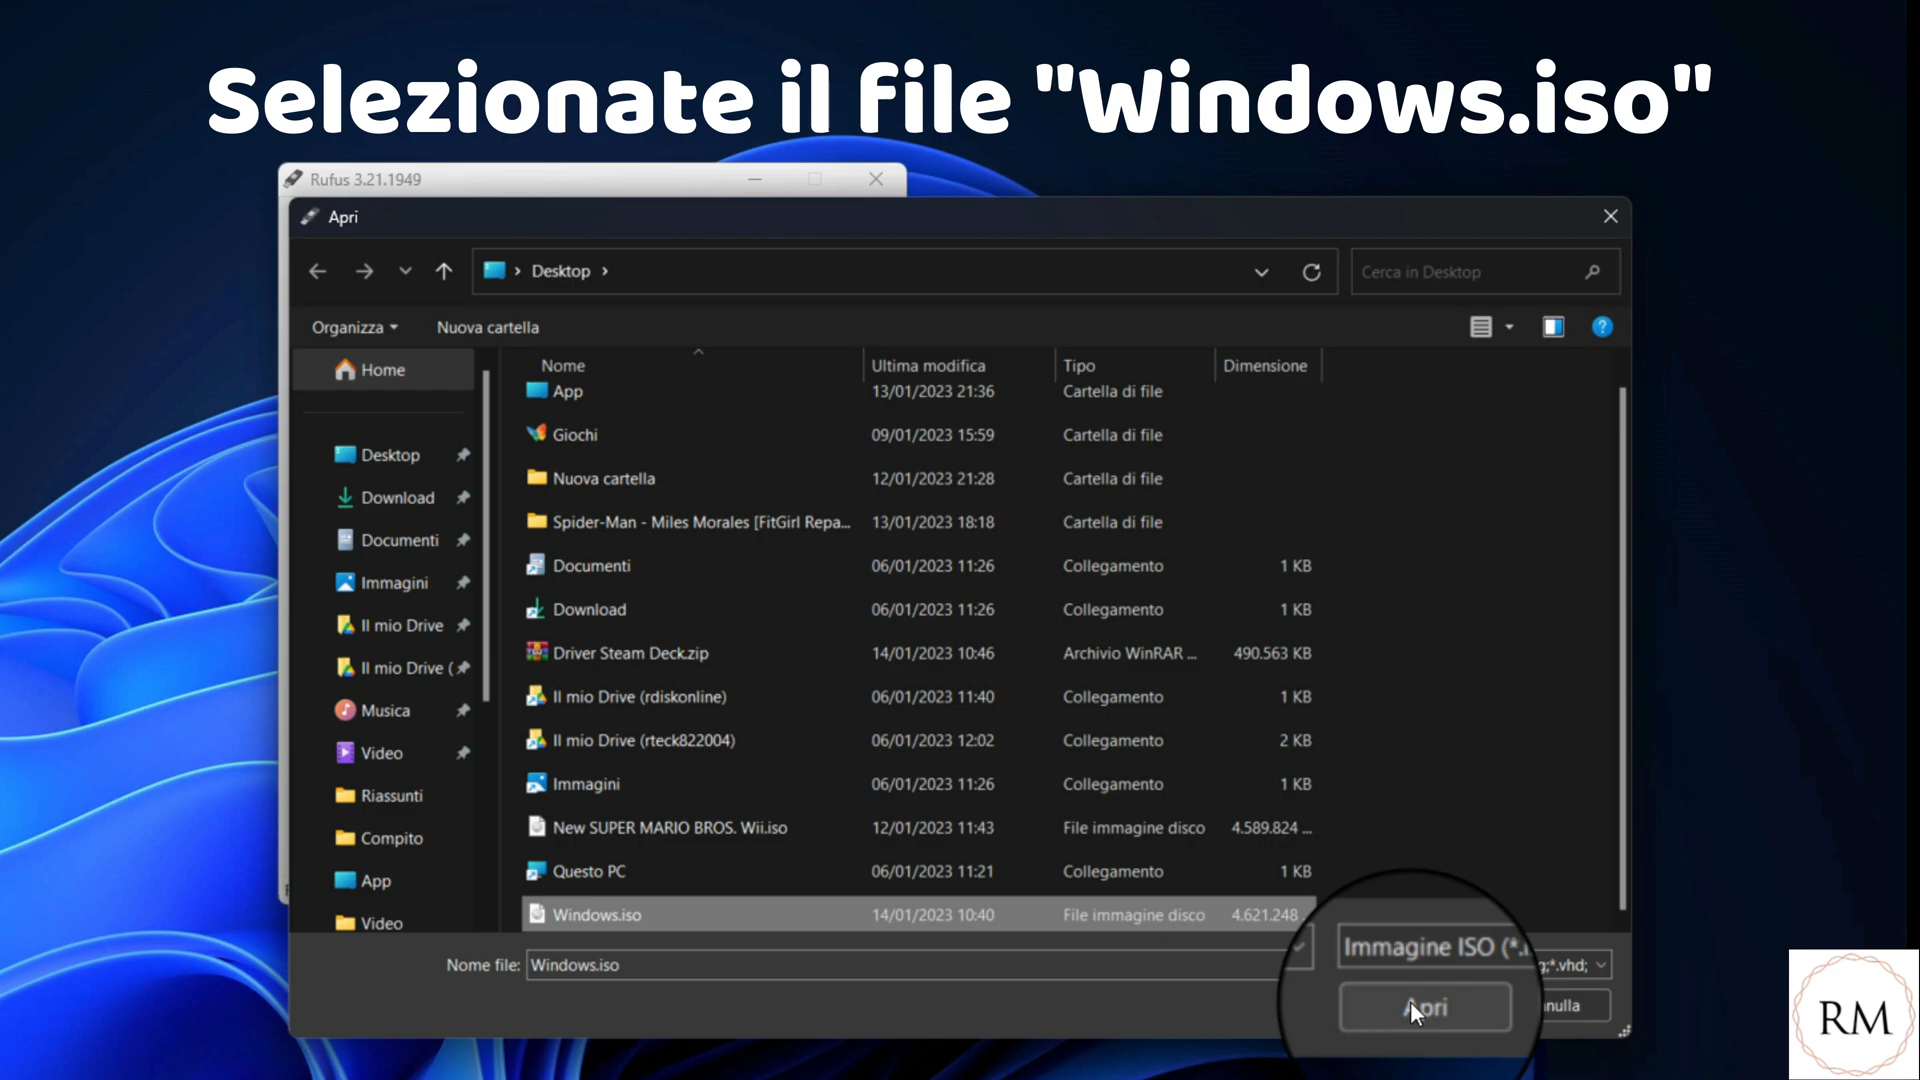 Selezionate il file "Windows.iso"
Rufus 3.21.1949
Apri
Desktop
Cerca in Desktop
Organizza Nuova cartella
Nome Ultima modifica Tipo Dimensione
Home
Desktop
Download
Documenti
Immagini
Il mio Drive
Il mio Drive (
Musica
Video
Riassunti
Compito
App
Video
App 13/01/2023 21:36 Cartella di file
Giochi 09/01/2023 15:59 Cartella di file
Nuova cartella 12/01/2023 21:28 Cartella di file
Spider-Man - Miles Morales [FitGirl Repa... 13/01/2023 18:18 Cartella di file
Documenti 06/01/2023 11:26 Collegamento 1 KB
Download 06/01/2023 11:26 Collegamento 1 KB
Driver Steam Deck.zip 14/01/2023 10:46 Archivio WinRAR ... 490.563 KB
Il mio Drive (rdiskonline) 06/01/2023 11:40 Collegamento 1 KB
Il mio Drive (rteck822004) 06/01/2023 12:02 Collegamento 2 KB
Immagini 06/01/2023 11:26 Collegamento 1 KB
New SUPER MARIO BROS. Wii.iso 12/01/2023 11:43 File immagine disco 4.589.824 ...
Questo PC 06/01/2023 11:21 Collegamento 1 KB
Windows.iso 14/01/2023 10:40 File immagine disco 4.621.248
Nome file: Windows.iso
Immagine ISO (*. g;*.vhd;
Apri nulla
RM